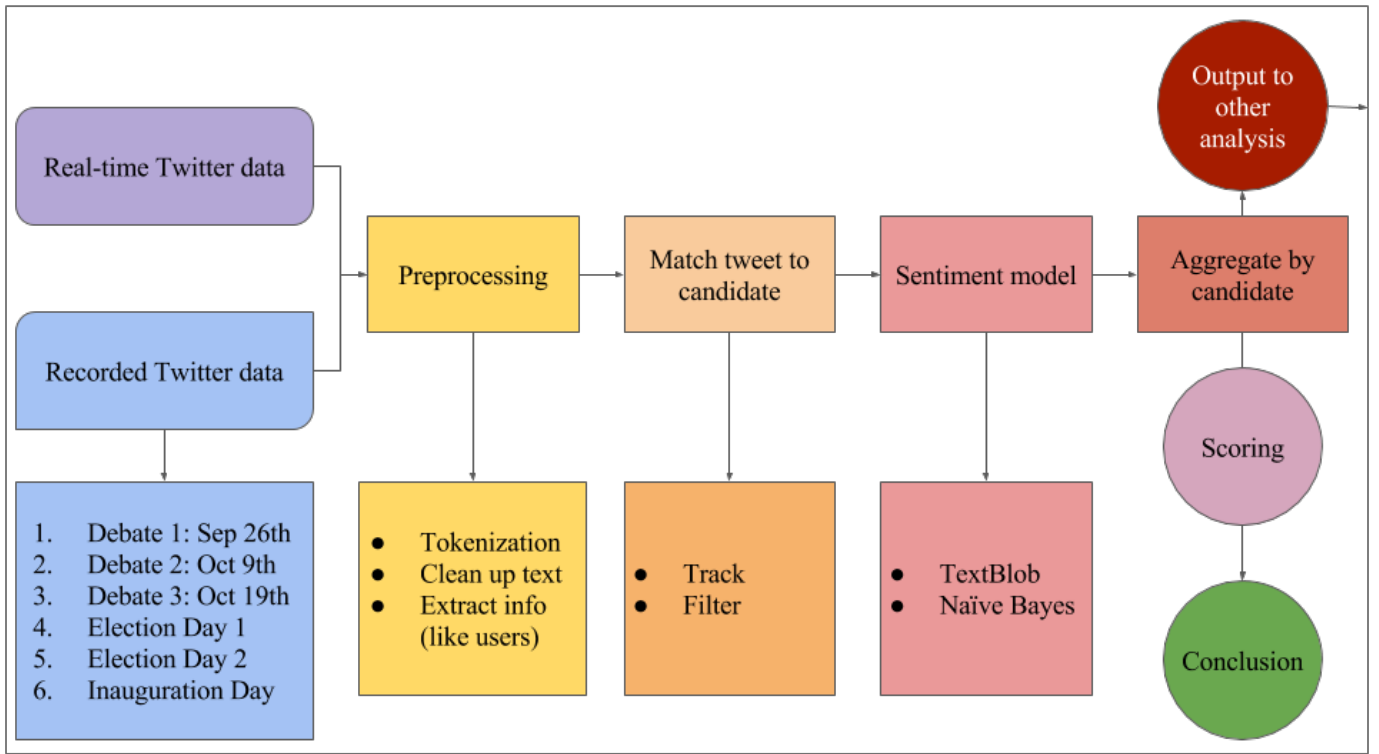 Real-time Twitter data
Recorded Twitter data
1. Debate 1: Sep 26th
2. Debate 2: Oct 9th
3. Debate 3: Oct 19th
4. Election Day 1
5. Election Day 2
6. Inauguration Day
Preprocessing
● Tokenization
● Clean up text
● Extract info
(like users)
Match tweet to
candidate
● Track
● Filter
Sentiment model
● TextBlob
● Naïve Bayes
Aggregate by
candidate
Output to
other
analysis
Scoring
Conclusion